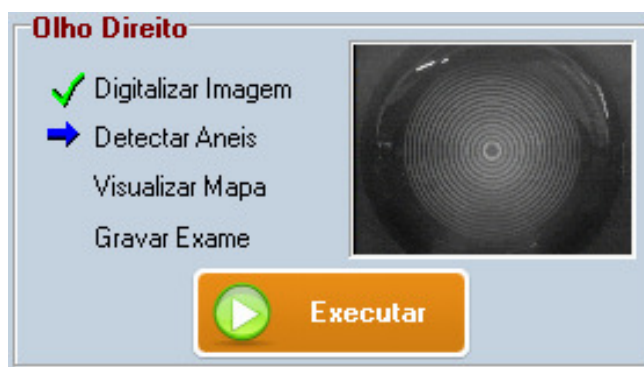 Olho Direito
Digitalizar Imagem
Detectar Aneis
Visualizar Mapa
Gravar Exame
Executar